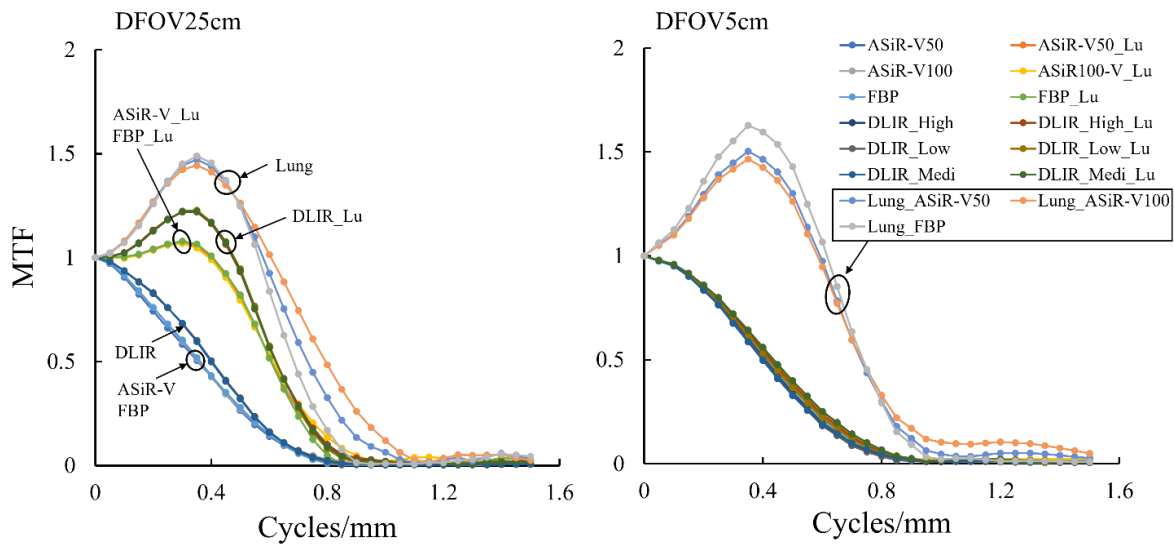 DFOV25cm
MTF
2
1.5
1
0.5
0
0
0.4
0.8
1.2
1.6
Cycles/mm
ASiR-V_Lu
FBP_Lu
Lung
DLIR_Lu
DLIR
ASiR-V
FBP
DFOV5cm
2
1.5
1
0.5
0
0
0.4
0.8
1.2
1.6
Cycles/mm
ASiR-V50 ASiR-V50_Lu
ASiR-V100 ASiR100-V_Lu
FBP FBP_Lu
DLIR_High DLIR_High_Lu
DLIR_Low DLIR_Low_Lu
DLIR_Medi DLIR_Medi_Lu
Lung_ASiR-V50 Lung_ASiR-V100
Lung_FBP